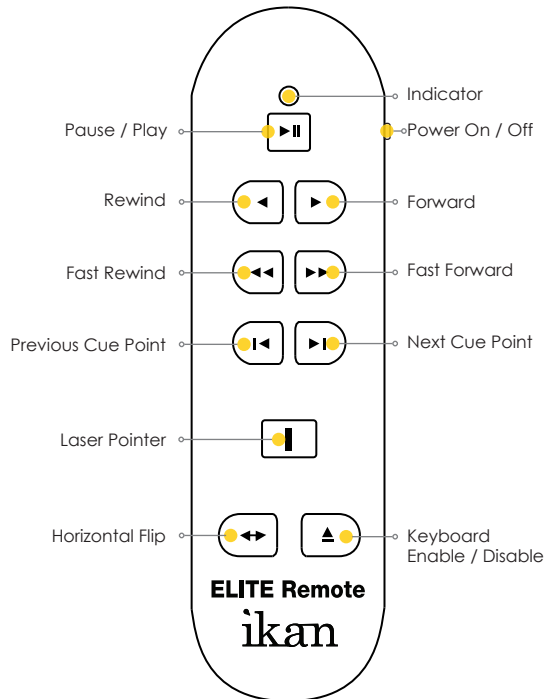 Indicator
Pause / Play
Power On / Off
Rewind
Forward
Fast Rewind
Fast Forward
Previous Cue Point
Next Cue Point
Laser Pointer
Horizontal Flip
Keyboard
Enable / Disable
ELITE Remote
ikan